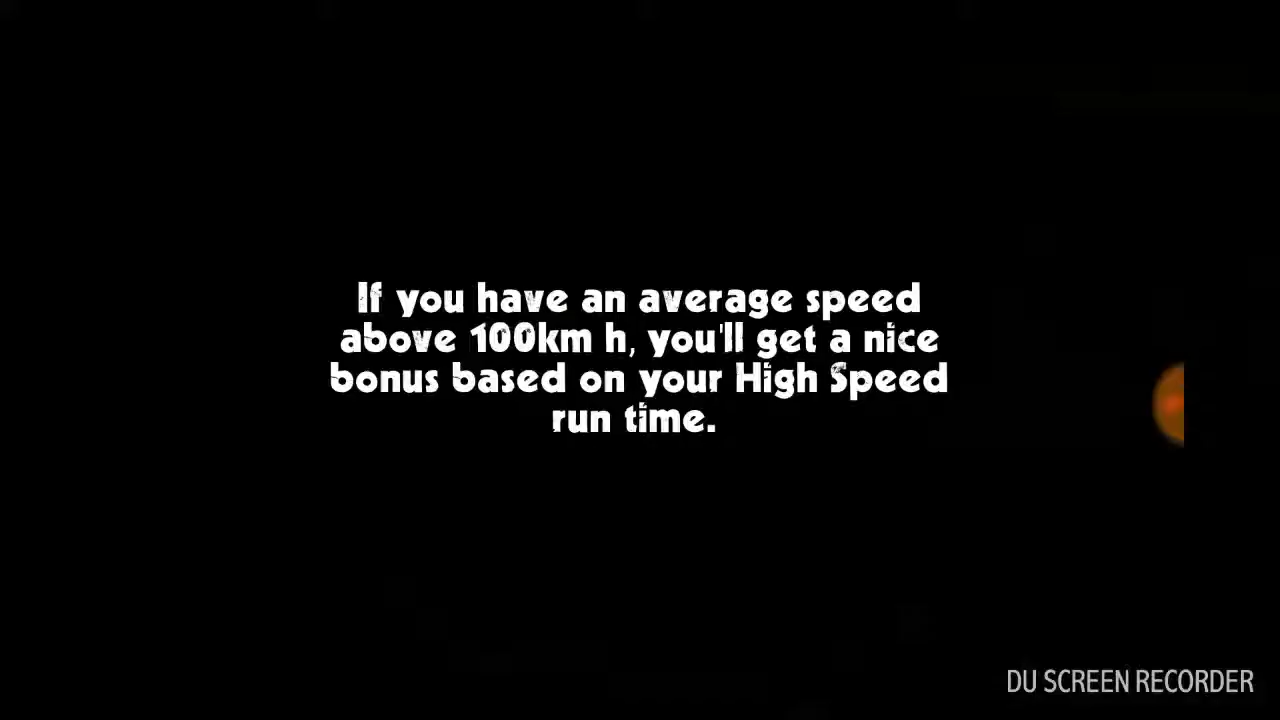 If you have an average speed
above 100km h, you'll get a nice
bonus based on your High Speed
run time.
DU SCREEN RECORDER